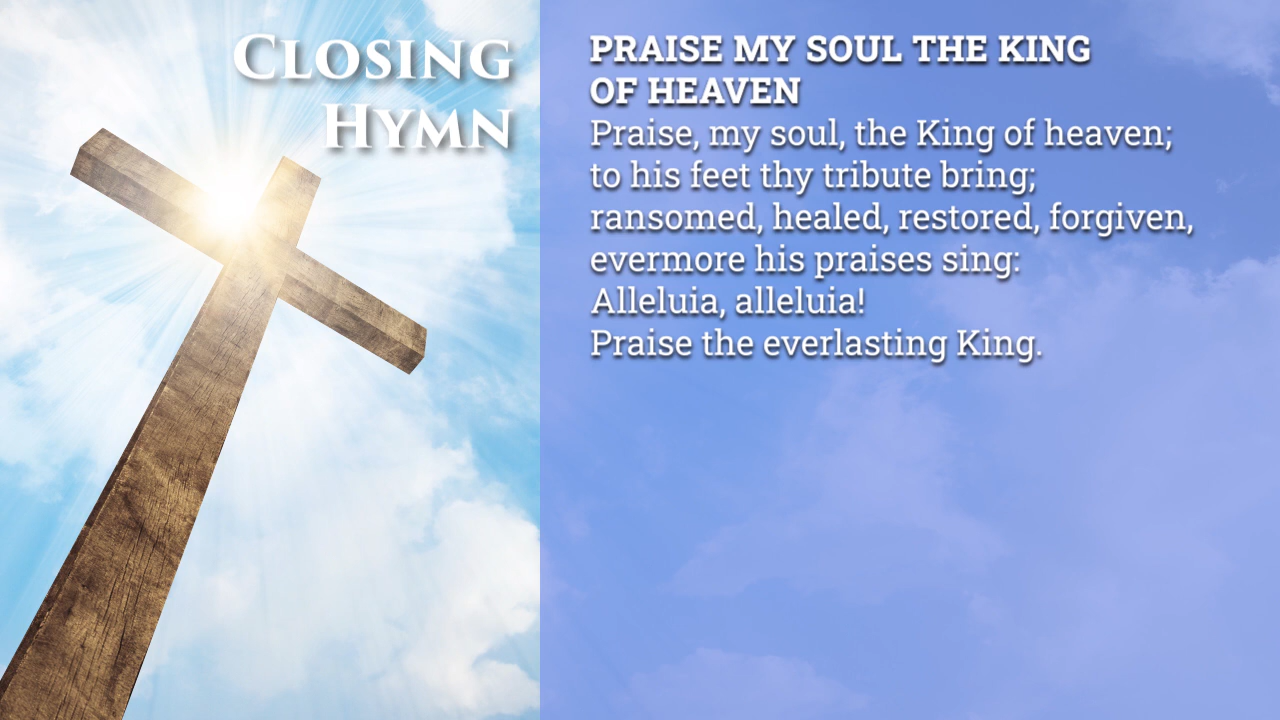 Closing
Hymn
PRAISE MY SOUL THE KING
OF HEAVEN
Praise, my soul, the King of heaven;
to his feet thy tribute bring;
ransomed, healed, restored, forgiven,
evermore his praises sing:
Alleluia, alleluia!
Praise the everlasting King.